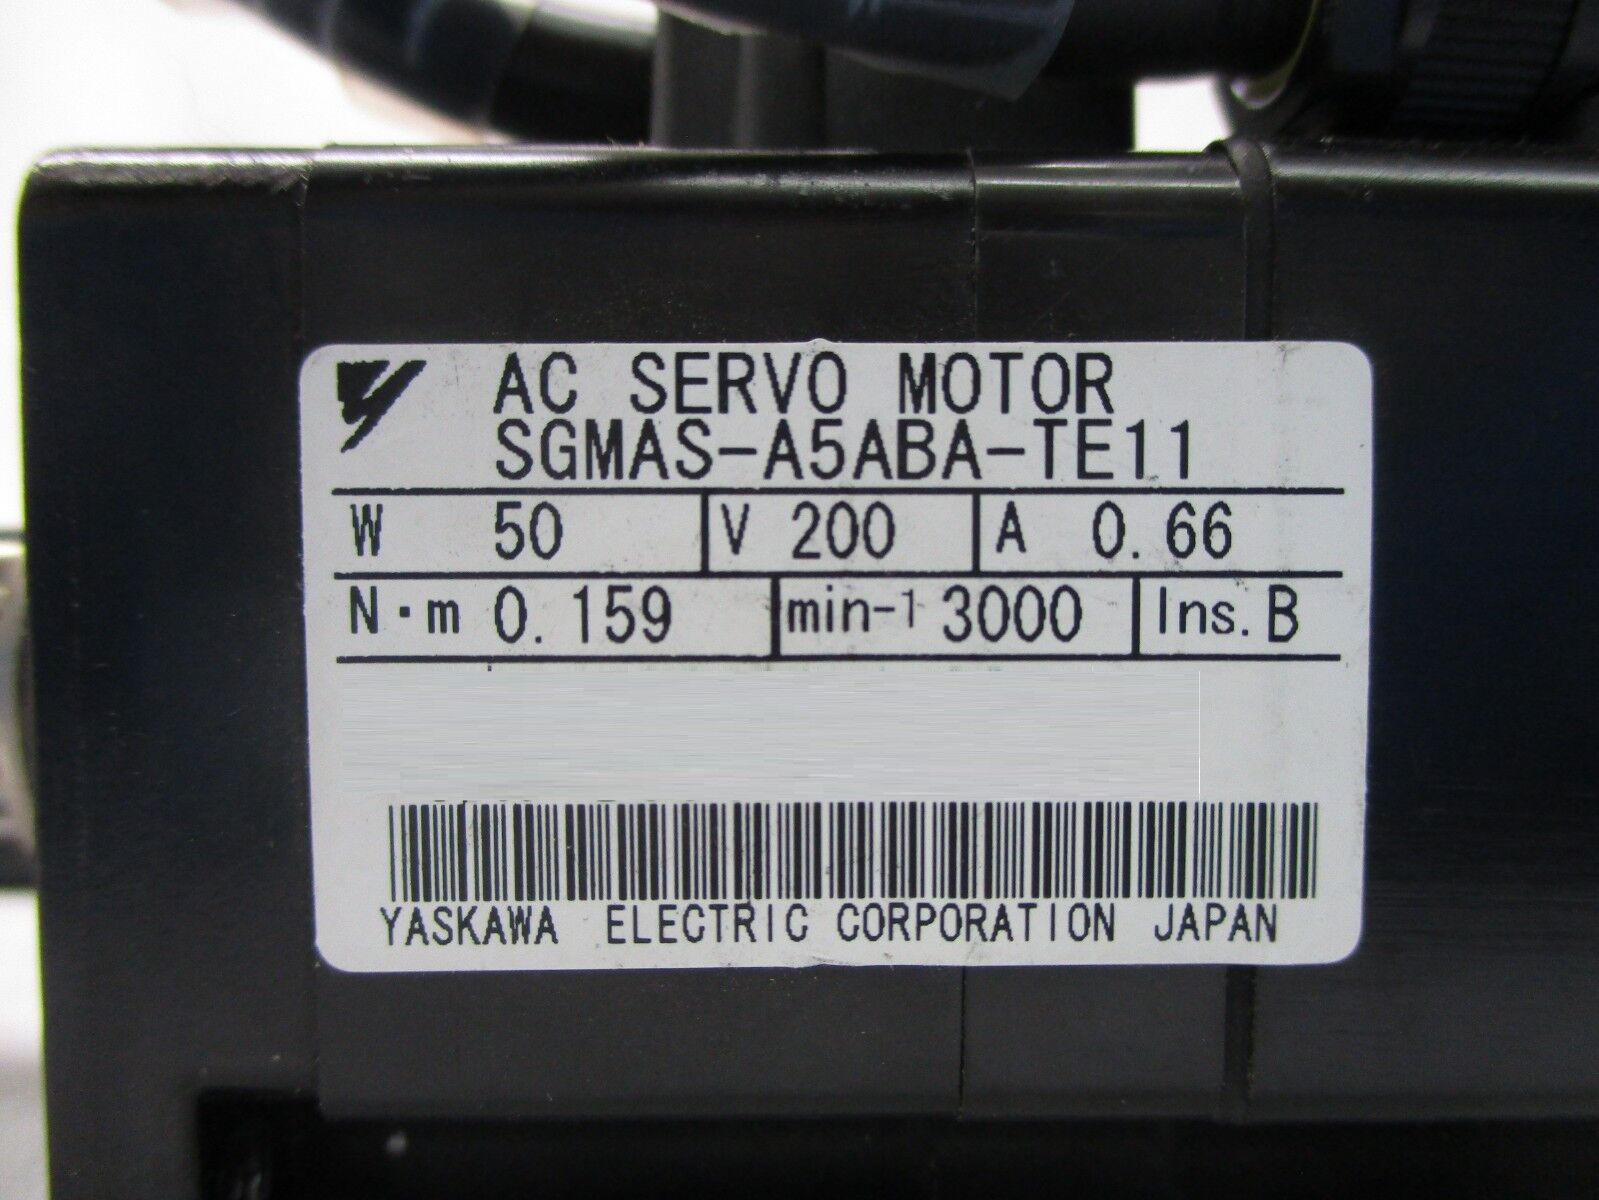 AC SERVO MOTOR
SGMAS-A5ABA-TE11
W 50 V 200 A 0.66
N·m 0.159 min-1 3000 Ins. B
YASKAWA ELECTRIC CORPORATION JAPAN